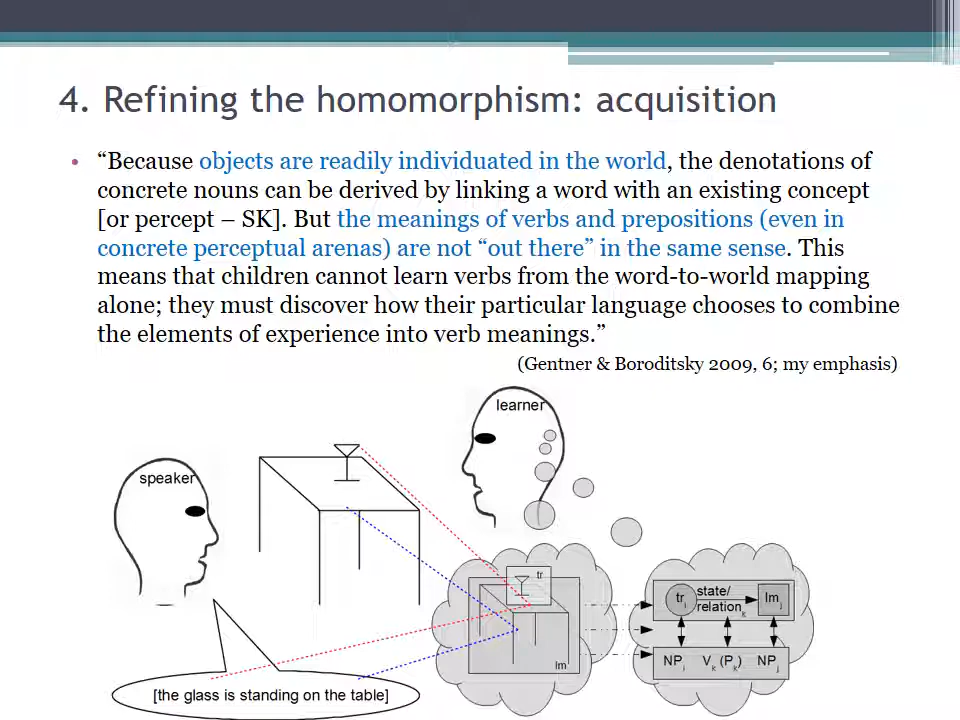 4. Refining the homomorphism: acquisition
• “Because objects are readily individuated in the world, the denotations of
concrete nouns can be derived by linking a word with an existing concept
[or percept – SK]. But the meanings of verbs and prepositions (even in
concrete perceptual arenas) are not “out there” in the same sense. This
means that children cannot learn verbs from the word-to-world mapping
alone; they must discover how their particular language chooses to combine
the elements of experience into verb meanings.”
(Gentner & Boroditsky 2009, 6; my emphasis)
learner
speaker
tr
lm
tr i state/ relation k lm j
NP i V k (P k) NP j
[the glass is standing on the table]